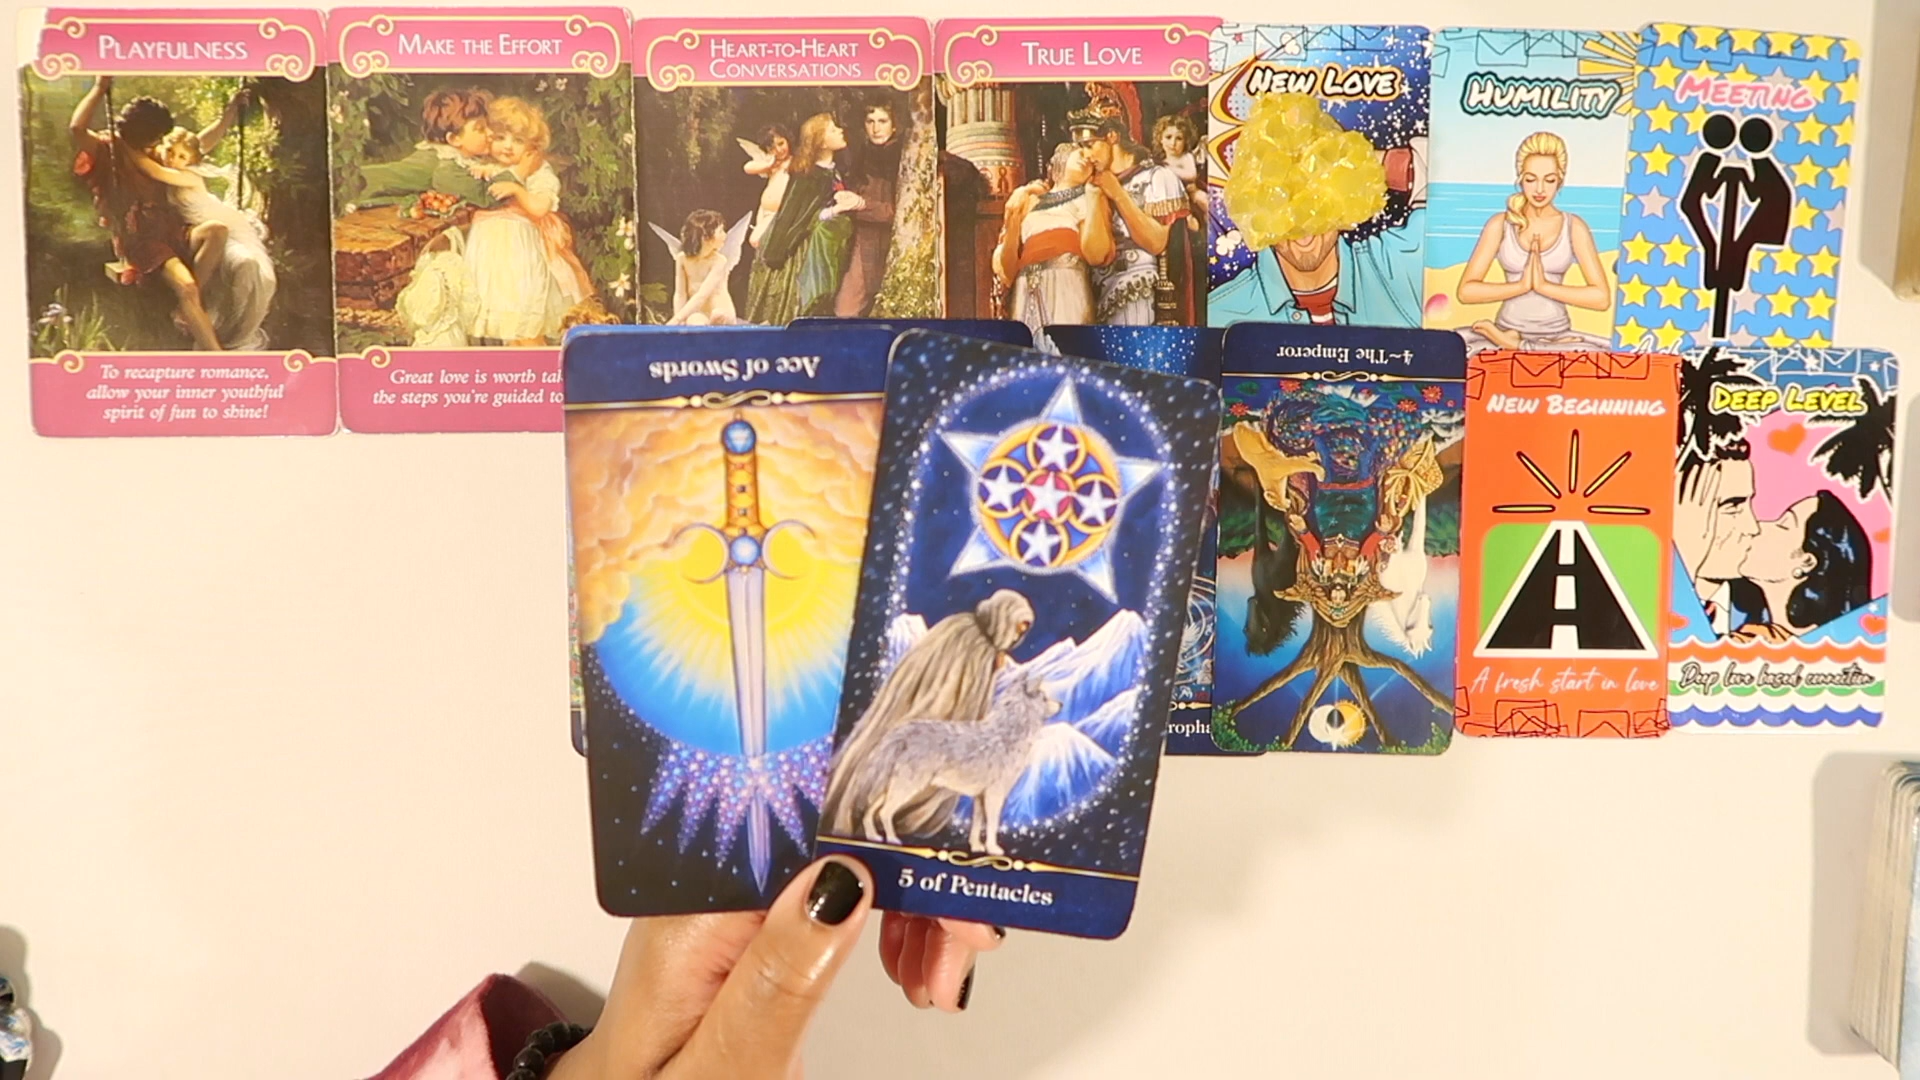 PLAYFULNESS
MAKE THE EFFORT
HEART-TO-HEART
CONVERSATIONS
TRUE LOVE
NEW LOVE
HUMILITY
MEETING
To recapture romance,
allow your inner youthful
spirit of fun to shine!
Great love is worth
the steps you're guided to
Ace of Swords
4~The Emperor
NEW BEGINNING
DEEP LEVEL
A fresh start in love
Deep love based connection
5 of Pentacles